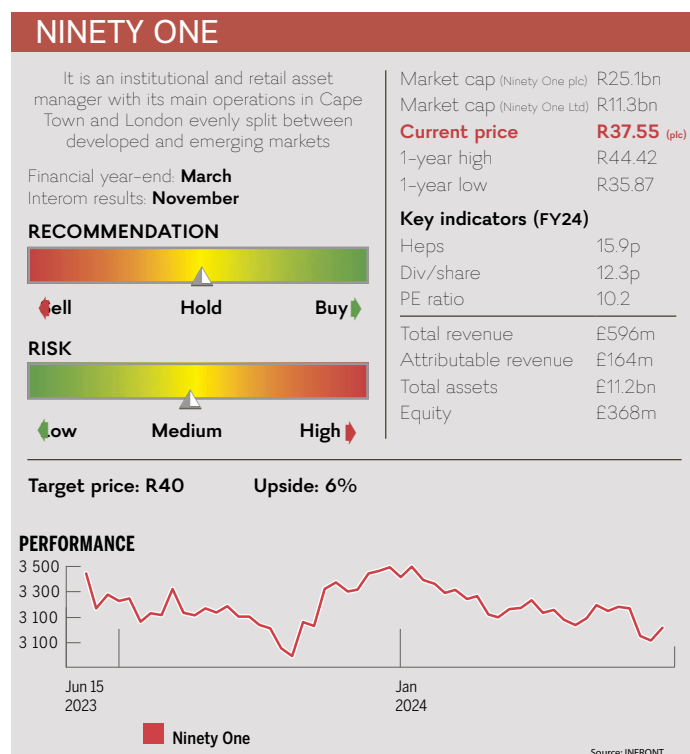 NINETY ONE
It is an institutional and retail asset
manager with its main operations in Cape
Town and London evenly split between
developed and emerging markets
Financial year-end: March
Interom results: November
RECOMMENDATION
Sell Hold Buy
RISK
Low Medium High
Market cap (Ninety One plc) R25.1bn
Market cap (Ninety One Ltd) R11.3bn
Current price R37.55 (plc)
1-year high R44.42
1-year low R35.87
Key indicators (FY24)
Heps 15.9p
Div/share 12.3p
PE ratio 10.2
Total revenue £596m
Attributable revenue £164m
Total assets £11.2bn
Equity £368m
Target price: R40 Upside: 6%
PERFORMANCE
3 500
3 300
3 100
3 100
Jun 15
2023
Jan
2024
Ninety One
Source: INFRONT